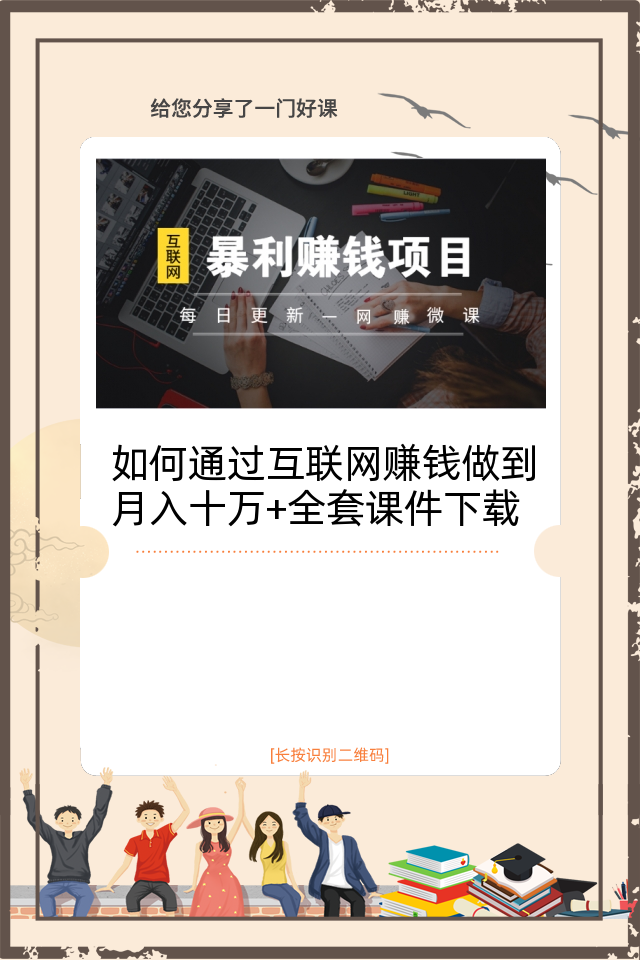 给您分享了一门好课
互联网
暴利赚钱项目
每日更新一网赚微课
如何通过互联网赚钱做到
月入十万+全套课件下载
[长按识别二维码]